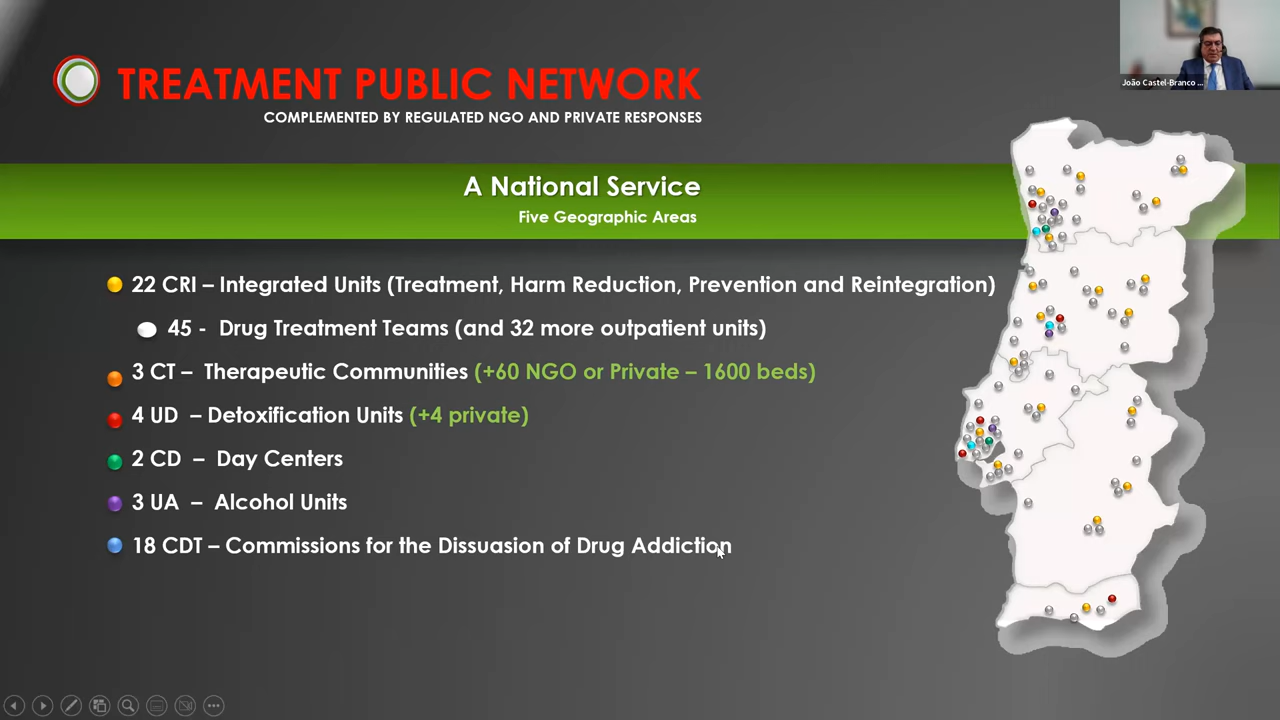 TREATMENT PUBLIC NETWORK
COMPLEMENTED BY REGULATED NGO AND PRIVATE RESPONSES
João Castel-Branco ...
A National Service
Five Geographic Areas
22 CRI – Integrated Units (Treatment, Harm Reduction, Prevention and Reintegration)
45 - Drug Treatment Teams (and 32 more outpatient units)
3 CT – Therapeutic Communities (+60 NGO or Private – 1600 beds)
4 UD – Detoxification Units (+4 private)
2 CD – Day Centers
3 UA – Alcohol Units
18 CDT – Commissions for the Dissuasion of Drug Addiction